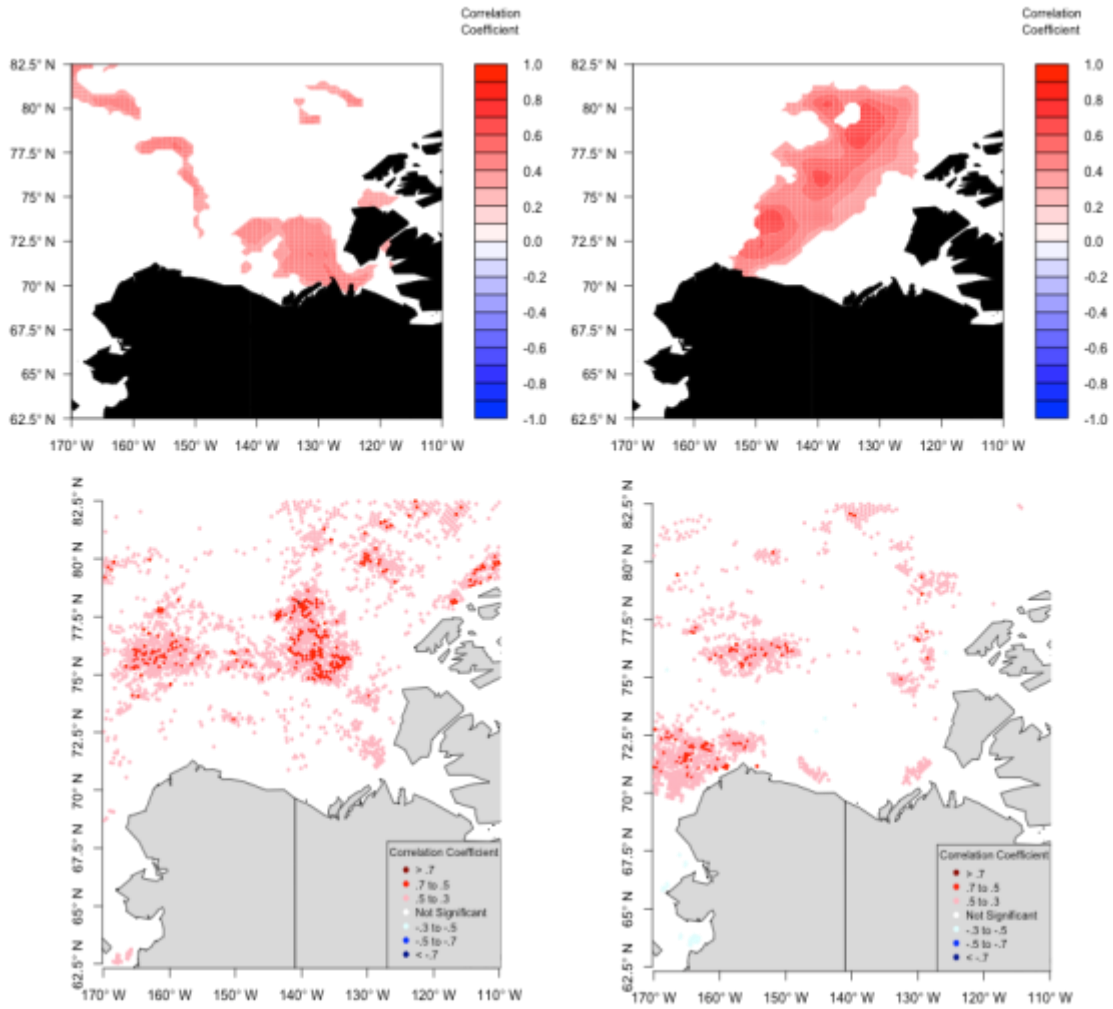 Correlation
Coefficient
82.5° N
80° N
77.5° N
75° N
72.5° N
70° N
67.5° N
65° N
62.5° N
170° W 160° W 150° W 140° W 130° W 120° W 110° W
1.0
0.8
0.6
0.4
0.2
0.0
-0.2
-0.4
-0.6
-0.8
-1.0
Correlation
Coefficient
82.5° N
80° N
77.5° N
75° N
72.5° N
70° N
67.5° N
65° N
62.5° N
170° W 160° W 150° W 140° W 130° W 120° W 110° W
1.0
0.8
0.6
0.4
0.2
0.0
-0.2
-0.4
-0.6
-0.8
-1.0
82.5° N
80° N
77.5° N
75° N
72.5° N
70° N
67.5° N
65° N
62.5° N
170° W 160° W 150° W 140° W 130° W 120° W 110° W
Correlation Coefficient
> .7
.7 to .5
.5 to .3
Not Significant
-.3 to -.5
-.5 to -.7
< -.7
82.5° N
80° N
77.5° N
75° N
72.5° N
70° N
67.5° N
65° N
62.5° N
170° W 160° W 150° W 140° W 130° W 120° W 110° W
Correlation Coefficient
> .7
.7 to .5
.5 to .3
Not Significant
-.3 to -.5
-.5 to -.7
< -.7